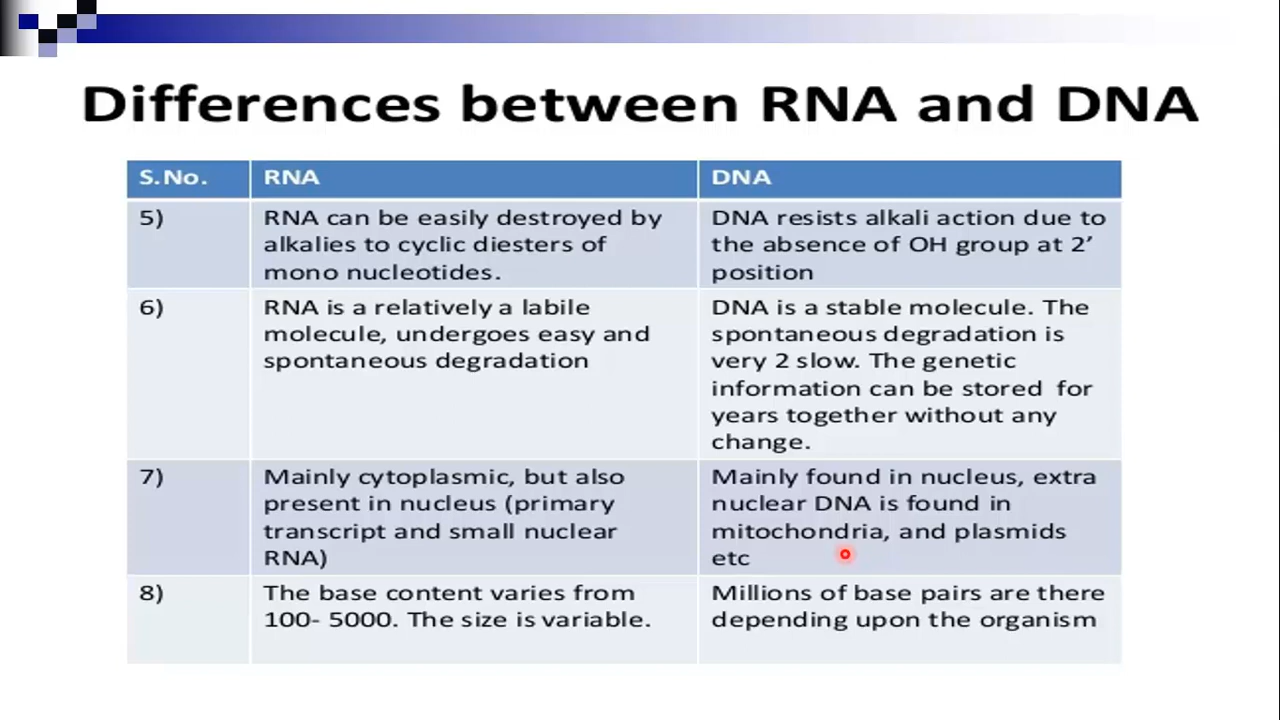 Differences between RNA and DNA
S.No. RNA DNA
5) RNA can be easily destroyed by
alkalies to cyclic diesters of
mono nucleotides.
DNA resists alkali action due to
the absence of OH group at 2’
position
6) RNA is a relatively a labile
molecule, undergoes easy and
spontaneous degradation
DNA is a stable molecule. The
spontaneous degradation is
very 2 slow. The genetic
information can be stored for
years together without any
change.
7) Mainly cytoplasmic, but also
present in nucleus (primary
transcript and small nuclear
RNA)
Mainly found in nucleus, extra
nuclear DNA is found in
mitochondria, and plasmids
etc
8) The base content varies from
100- 5000. The size is variable.
Millions of base pairs are there
depending upon the organism